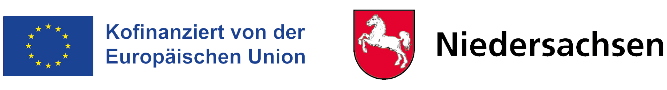 Kofinanziert von der
Europäischen Union
Niedersachsen